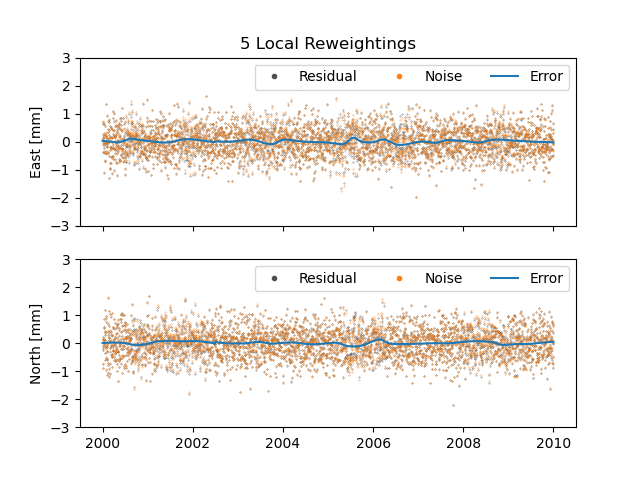 5 Local Reweightings
3
2
1
0
−1
−2
−3
East [mm]
Residual Noise Error
3
2
1
0
−1
−2
−3
North [mm]
Residual Noise Error
2000 2002 2004 2006 2008 2010